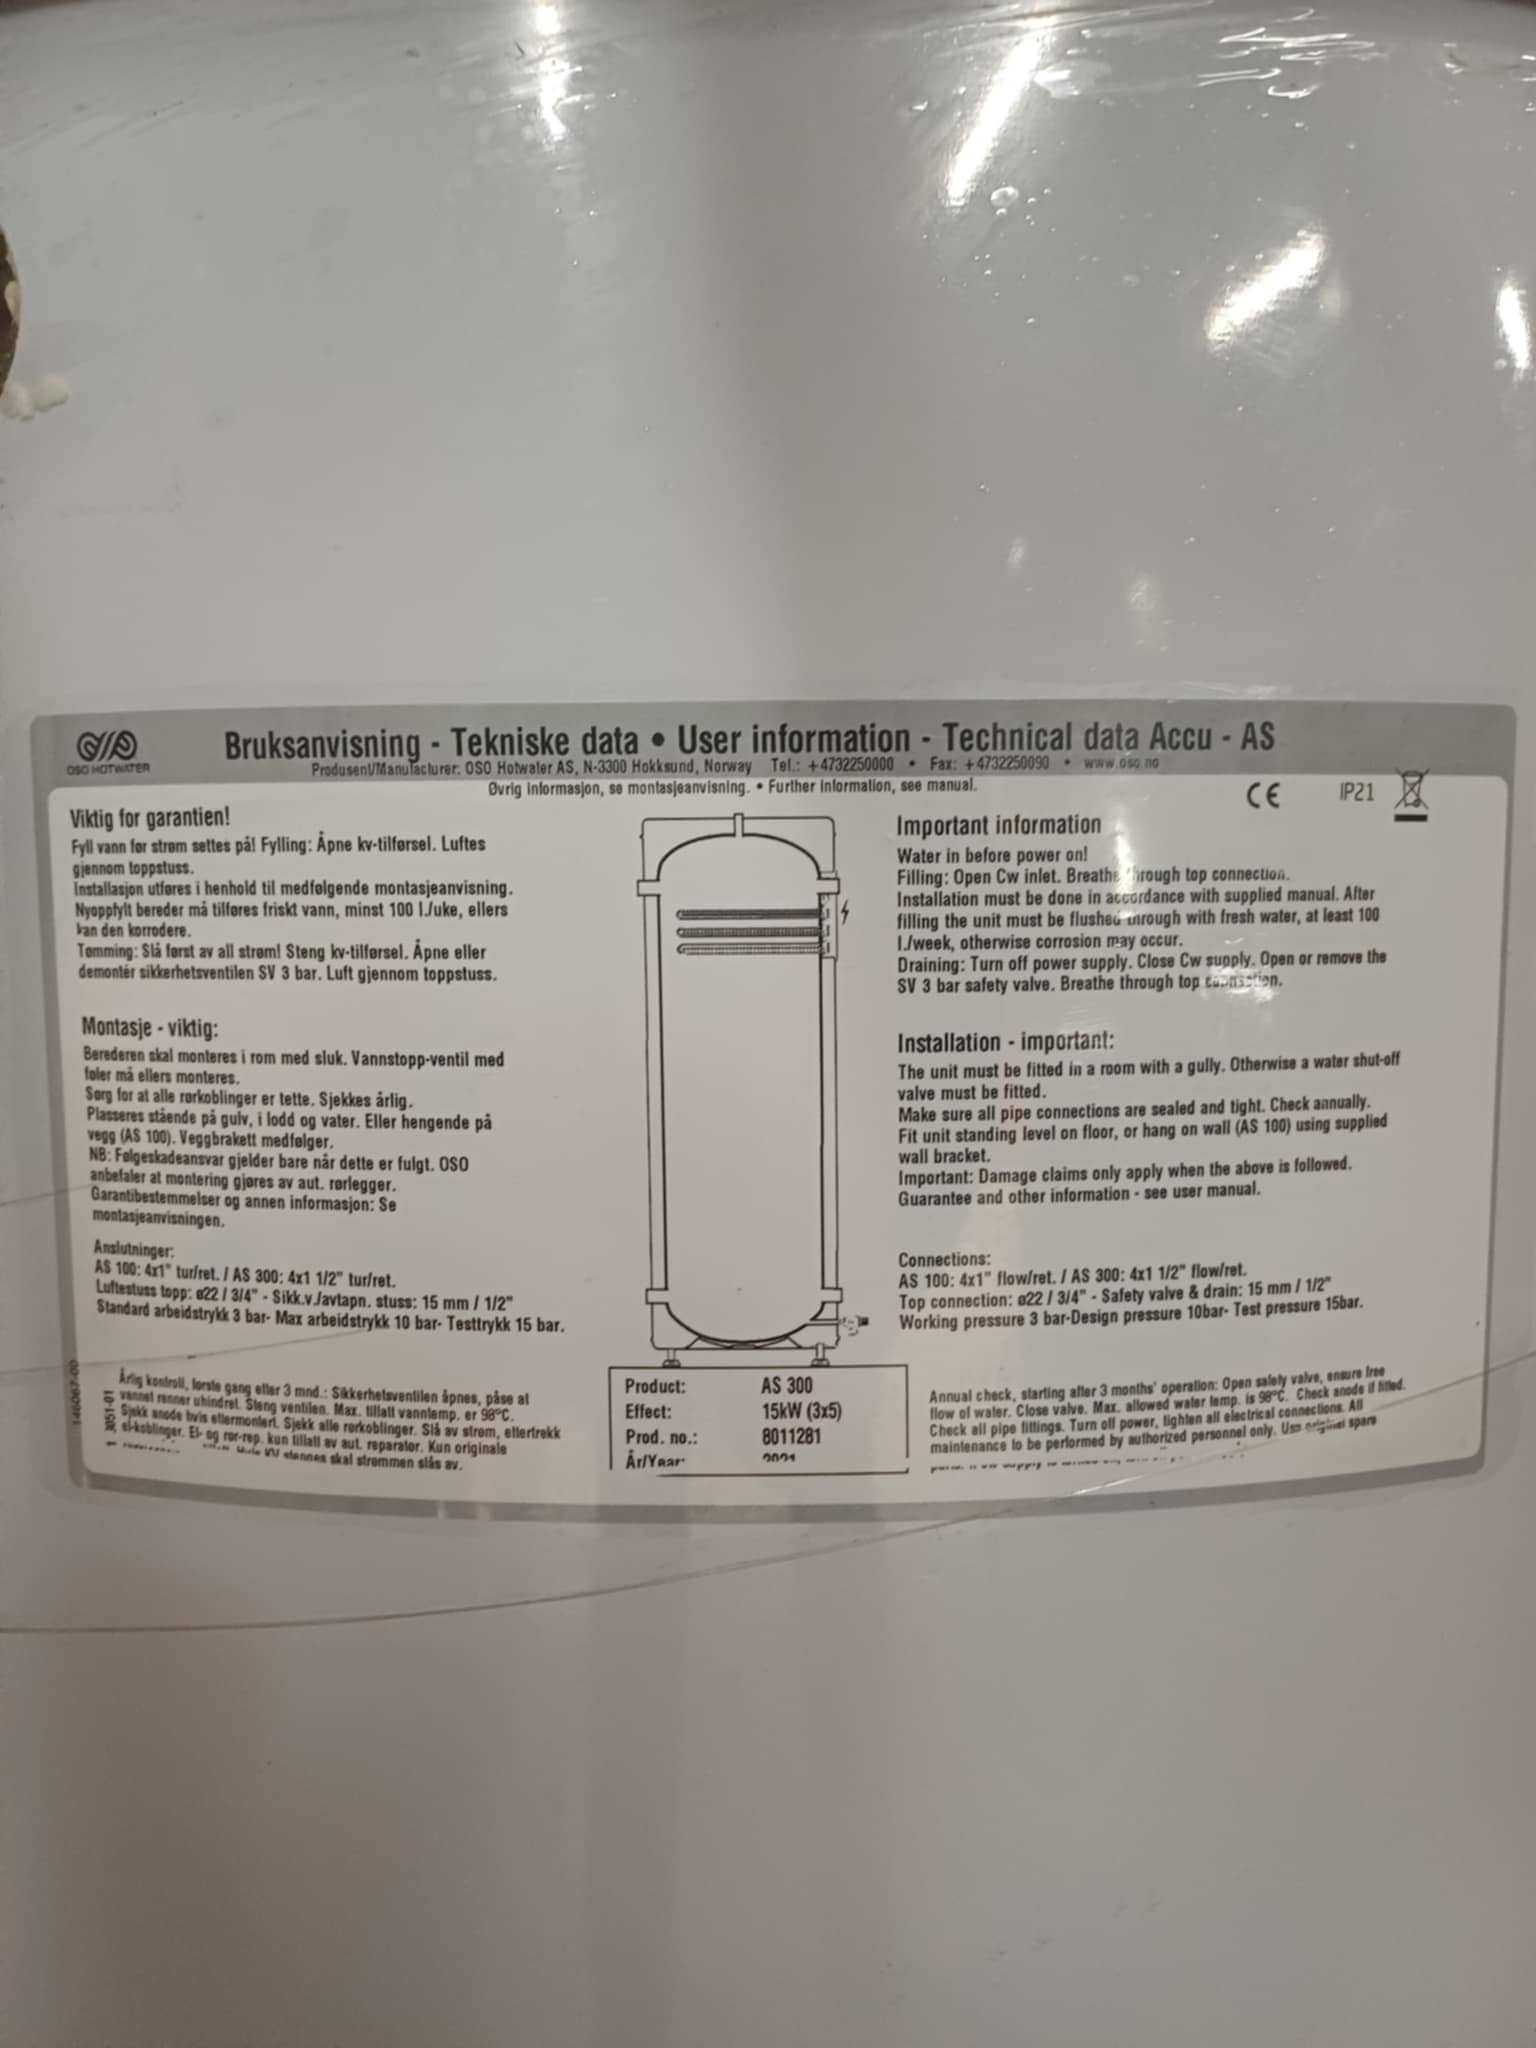 OSO HOTWATER
Bruksanvisning - Tekniske data • User information - Technical data Accu - AS
Produsent/Manufacturer: OSO Hotwater AS, N-3300 Hokksund, Norway Tel.: +4732250000 • Fax: +4732250090 • www.oso.no
Øvrig informasjon, se montasjeanvisning. • Further information, see manual.
CE IP21
Viktig for garantien!
Fyll vann før strøm settes på! Fylling: Åpne kv-tilførsel. Luftes
gjennom toppstuss.
Installasjon utføres i henhold til medfølgende montasjeanvisning.
Nyoppfylt bereder må tilføres friskt vann, minst 100 l./uke, ellers
kan den korrodere.
Tømming: Slå først av all strøm! Steng kv-tilførsel. Åpne eller
demontér sikkerhetsventilen SV 3 bar. Luft gjennom toppstuss.
Montasje - viktig:
Berederen skal monteres i rom med sluk. Vannstopp-ventil med
føler må ellers monteres.
Sørg for at alle rørkoblinger er tette. Sjekkes årlig.
Plasseres stående på gulv, i lodd og vater. Eller hengende på
vegg (AS 100). Veggbrakett medfølger.
NB: Følgeskadeansvar gjelder bare når dette er fulgt. OSO
anbefaler at montering gjøres av aut. rørlegger.
Garantibestemmelser og annen informasjon: Se
montasjeanvisningen.
Anslutninger:
AS 100: 4x1" tur/ret. / AS 300: 4x1 1/2" tur/ret.
Luftestuss topp: ø22 / 3/4" - Sikk.v./avtapn. stuss: 15 mm / 1/2"
Standard arbeidstrykk 3 bar- Max arbeidstrykk 10 bar- Testtrykk 15 bar.
146067-00
Årlig kontroll, første gang etter 3 mnd.: Sikkerhetsventilen åpnes, påse at
vannet renner uhindret. Steng ventilen. Max. tillatt vanntemp. er 98°C.
Sjekk anode hvis ettermontert. Sjekk alle rørkoblinger. Slå av strøm, ettertrekk
el-koblinger. El- og rør-rep. kun tillatt av aut. reparatør. Kun originale
stenges skal strømmen slås av.
Product: AS 300
Effect: 15kW (3x5)
Prod. no.: 8011281
År/Year: 2021
Important information
Water in before power on!
Filling: Open Cw inlet. Breathe through top connection.
Installation must be done in accordance with supplied manual. After
filling the unit must be flushed through with fresh water, at least 100
l./week, otherwise corrosion may occur.
Draining: Turn off power supply. Close Cw supply. Open or remove the
SV 3 bar safety valve. Breathe through top connection.
Installation - important:
The unit must be fitted in a room with a gully. Otherwise a water shut-off
valve must be fitted.
Make sure all pipe connections are sealed and tight. Check annually.
Fit unit standing level on floor, or hang on wall (AS 100) using supplied
wall bracket.
Important: Damage claims only apply when the above is followed.
Guarantee and other information - see user manual.
Connections:
AS 100: 4x1" flow/ret. / AS 300: 4x1 1/2" flow/ret.
Top connection: ø22 / 3/4" - Safety valve & drain: 15 mm / 1/2"
Working pressure 3 bar-Design pressure 10bar- Test pressure 15bar.
Annual check, starting after 3 months' operation: Open safety valve, ensure free
flow of water. Close valve. Max. allowed water temp. is 98°C. Check anode if fitted.
Check all pipe fittings. Turn off power, tighten all electrical connections. All
maintenance to be performed by authorized personnel only. Use original spare